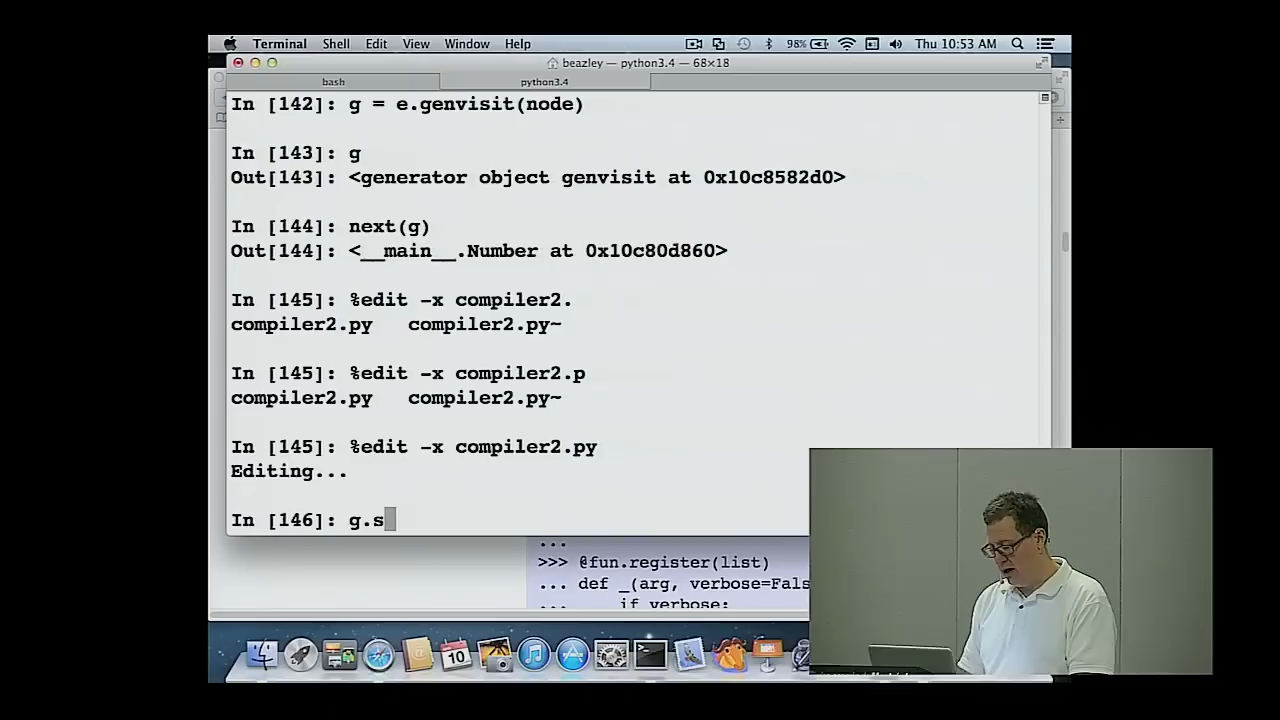 Terminal Shell Edit View Window Help 98% Thu 10:53 AM
beazley — python3.4 — 68×18
bash python3.4
In [142]: g = e.genvisit(node)
In [143]: g
Out[143]: <generator object genvisit at 0x10c8582d0>
In [144]: next(g)
Out[144]: <__main__.Number at 0x10c80d860>
In [145]: %edit -x compiler2.
compiler2.py compiler2.py~
In [145]: %edit -x compiler2.p
compiler2.py compiler2.py~
In [145]: %edit -x compiler2.py
Editing...
In [146]: g.s
...
>>> @fun.register(list)
... def _(arg, verbose=Fals
... if verbose:
10